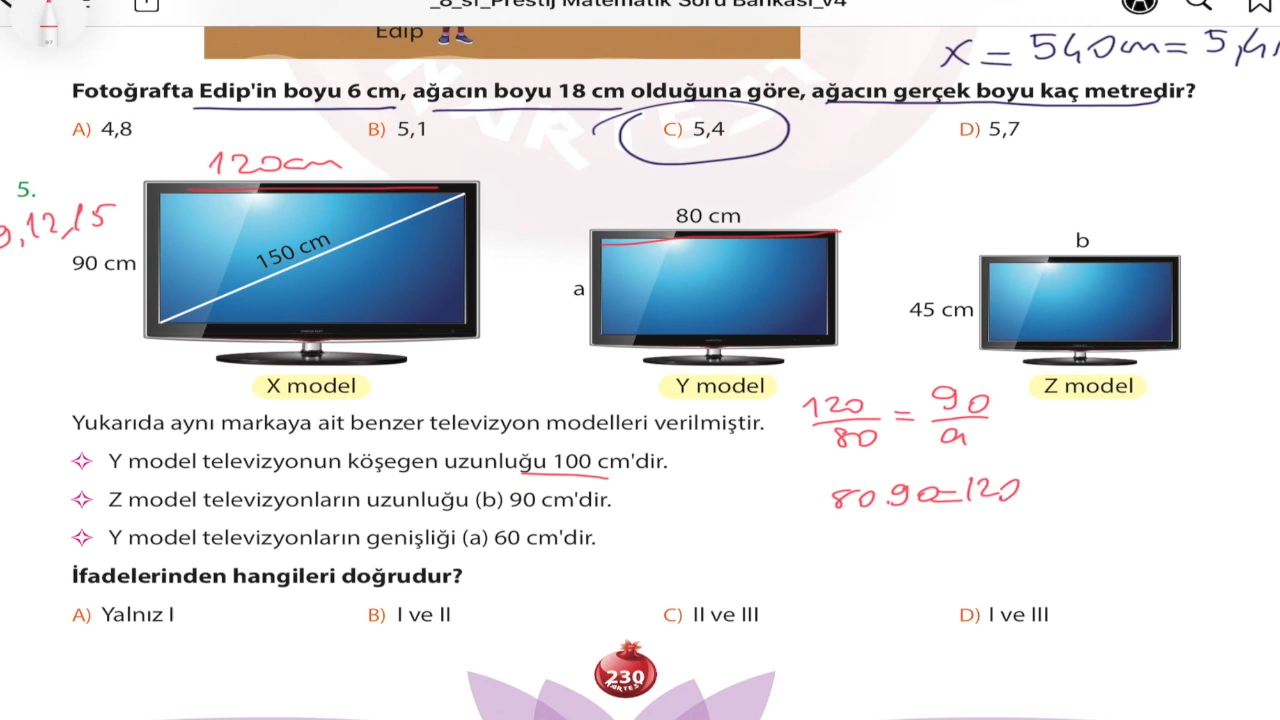 _8_sf_Prestij Matematik Soru Bankası_v4
Edip
x = 540cm = 5,4
Fotoğrafta Edip'in boyu 6 cm, ağacın boyu 18 cm olduğuna göre, ağacın gerçek boyu kaç metredir?
A) 4,8 B) 5,1 C) 5,4 D) 5,7
120cm
5.
9,12,15
90 cm
150 cm
80 cm
a
b
45 cm
X model Y model Z model
120/80 = 90/a
Yukarıda aynı markaya ait benzer televizyon modelleri verilmiştir.
Y model televizyonun köşegen uzunluğu 100 cm'dir.
80.90=120
Z model televizyonların uzunluğu (b) 90 cm'dir.
Y model televizyonların genişliği (a) 60 cm'dir.
İfadelerinden hangileri doğrudur?
A) Yalnız I B) I ve II C) II ve III D) I ve III
230
NARTEST